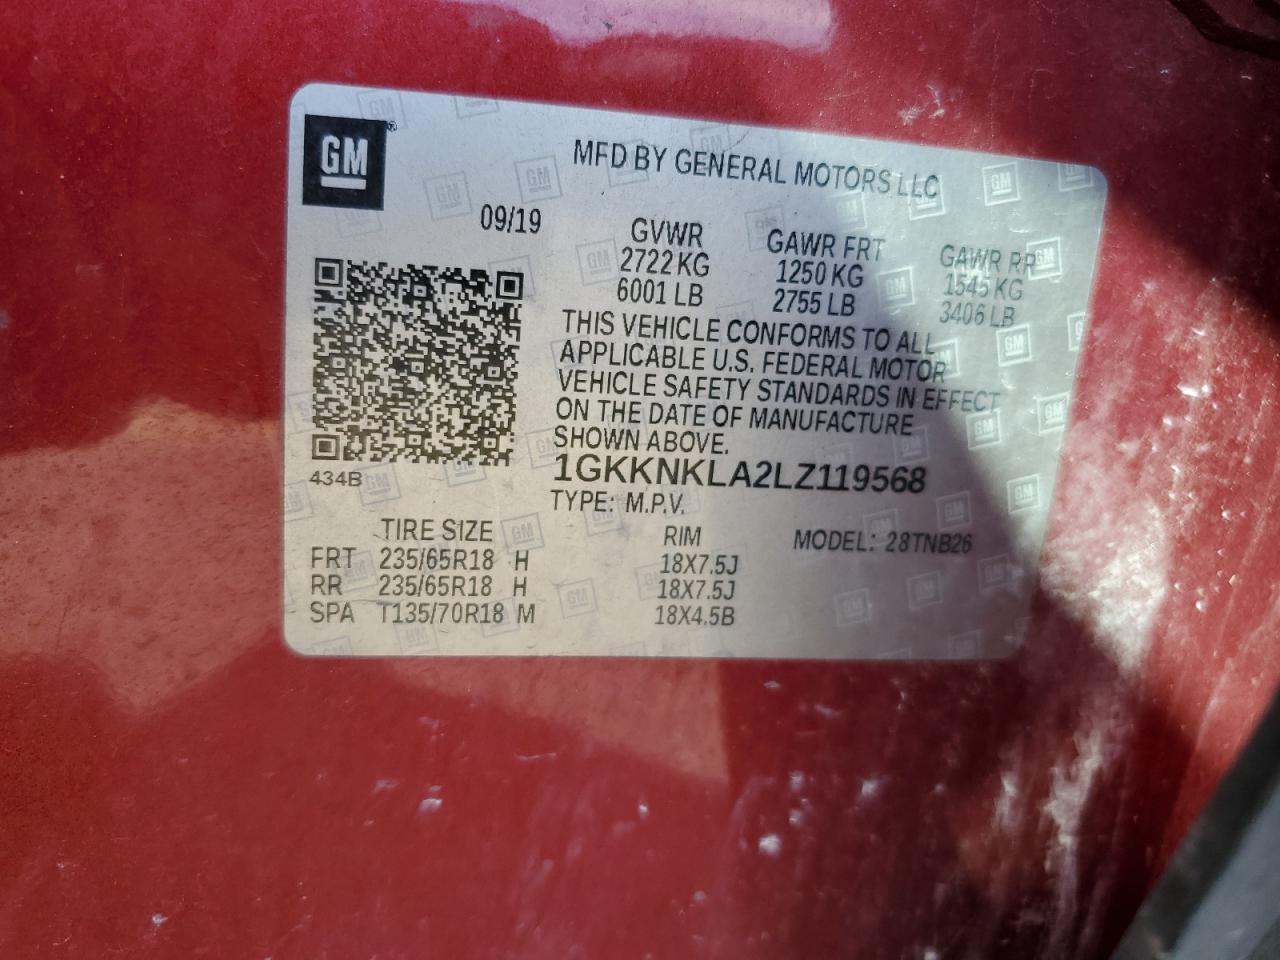 GM
MFD BY GENERAL MOTORS LLC
09/19
GVWR GAWR FRT GAWR RR
2722 KG 1250 KG 1545 KG
6001 LB 2755 LB 3406 LB
THIS VEHICLE CONFORMS TO ALL
APPLICABLE U.S. FEDERAL MOTOR
VEHICLE SAFETY STANDARDS IN EFFECT
ON THE DATE OF MANUFACTURE
SHOWN ABOVE.
434B
1GKKNKLA2LZ119568
TYPE: M.P.V.
TIRE SIZE RIM MODEL: 28TNB26
FRT 235/65R18 H 18X7.5J
RR 235/65R18 H 18X7.5J
SPA T135/70R18 M 18X4.5B